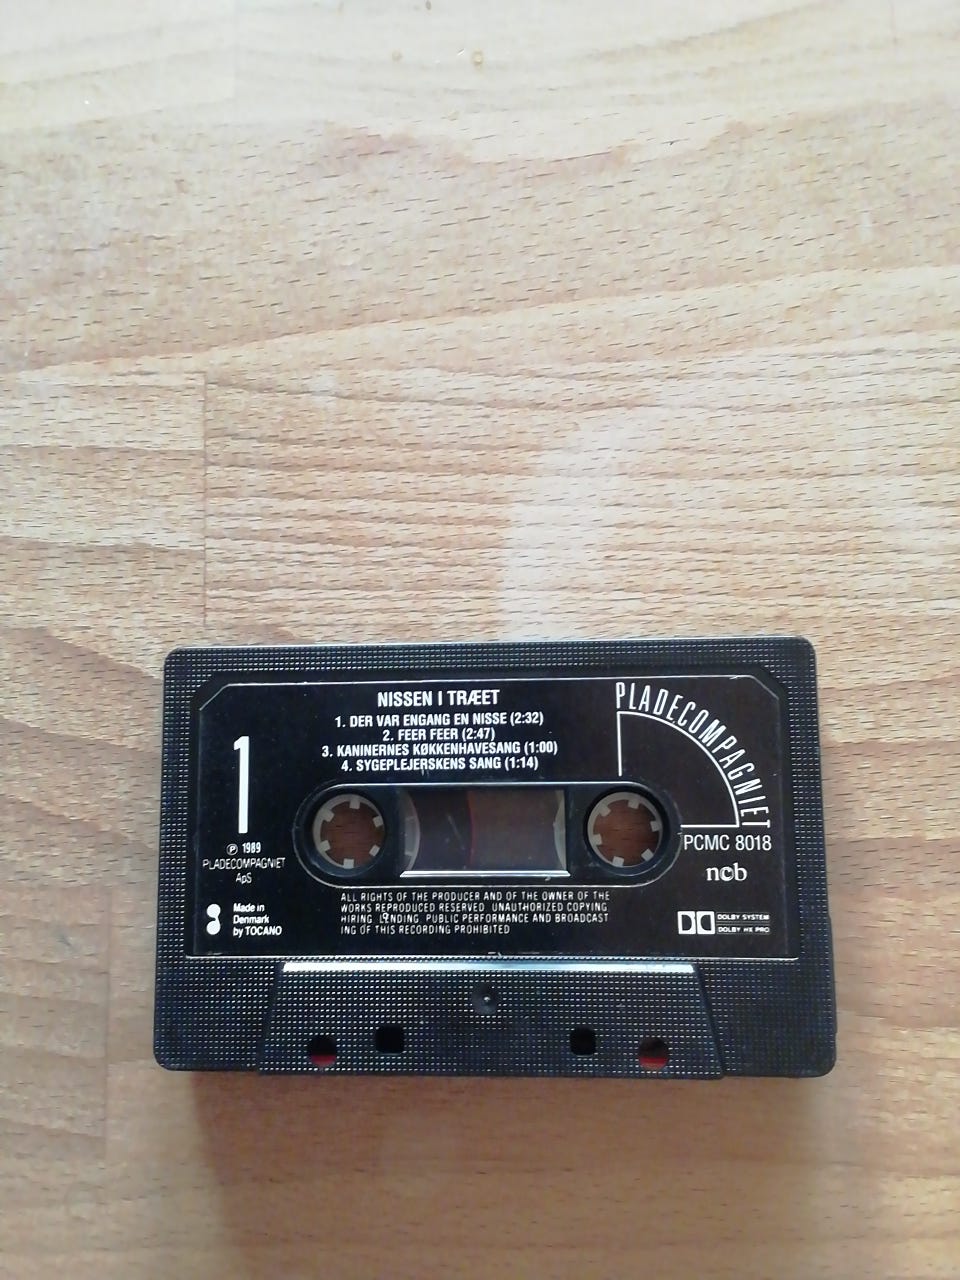 NISSEN I TRÆET
1. DER VAR ENGANG EN NISSE (2:32)
2. FEER FEER (2:47)
3. KANINERNES KØKKENHAVESANG (1:00)
4. SYGEPLEJERSKENS SANG (1:14)
PLADECOMPAGNIET
1
℗ 1989
PLADECOMPAGNIET
ApS
PCMC 8018
ncb
Made in
Denmark
by TOCANO
ALL RIGHTS OF THE PRODUCER AND OF THE OWNER OF THE
WORKS REPRODUCED RESERVED UNAUTHORIZED COPYING
HIRING LENDING PUBLIC PERFORMANCE AND BROADCAST
ING OF THIS RECORDING PROHIBITED
DOLBY SYSTEM
DOLBY HX PRO